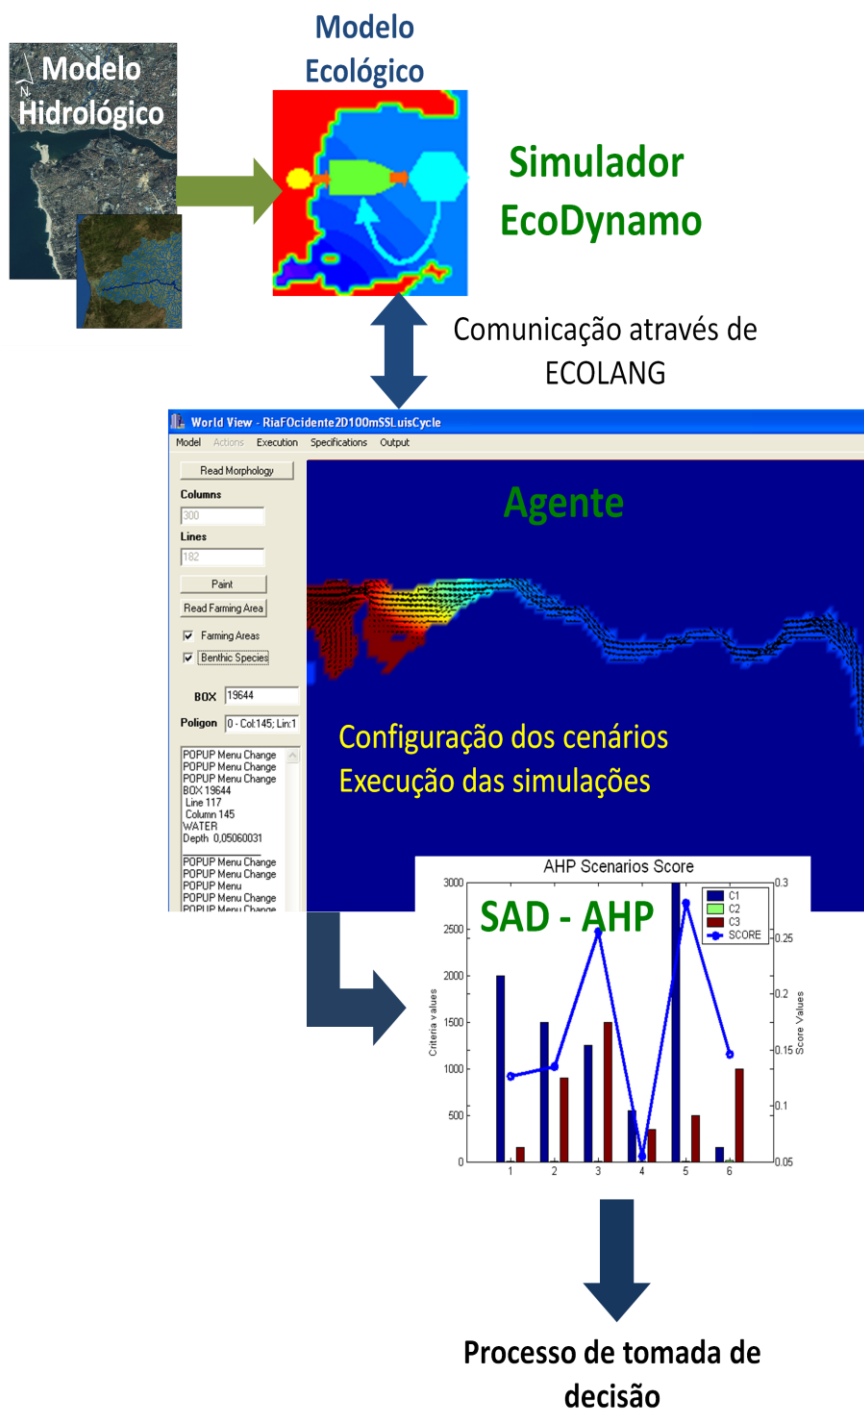 Modelo
Hidrológico
N
Modelo
Ecológico
Simulador
EcoDynamo
Comunicação através de
ECOLANG
World View - RiaFOcidente2D100mSSLuisCycle
Model Actions Execution Specifications Output
Read Morphology
Columns
300
Lines
182
Paint
Read Farming Area
Farming Areas
Benthic Species
BOX 19644
Poligon 0 - Col:145; Lin:1
POPUP Menu Change
POPUP Menu Change
POPUP Menu Change
BOX 19644
Line 117
Column 145
WATER
Depth 0,05060031
POPUP Menu Change
POPUP Menu Change
POPUP Menu
POPUP Menu Change
POPUP Menu Change
Agente
Configuração dos cenários
Execução das simulações
AHP Scenarios Score
SAD - AHP
C1
C2
C3
SCORE
Criteria values
3000
2500
2000
1500
1000
500
0
Score Values
0.3
0.25
0.2
0.15
0.1
0.05
1 2 3 4 5 6
Processo de tomada de
decisão